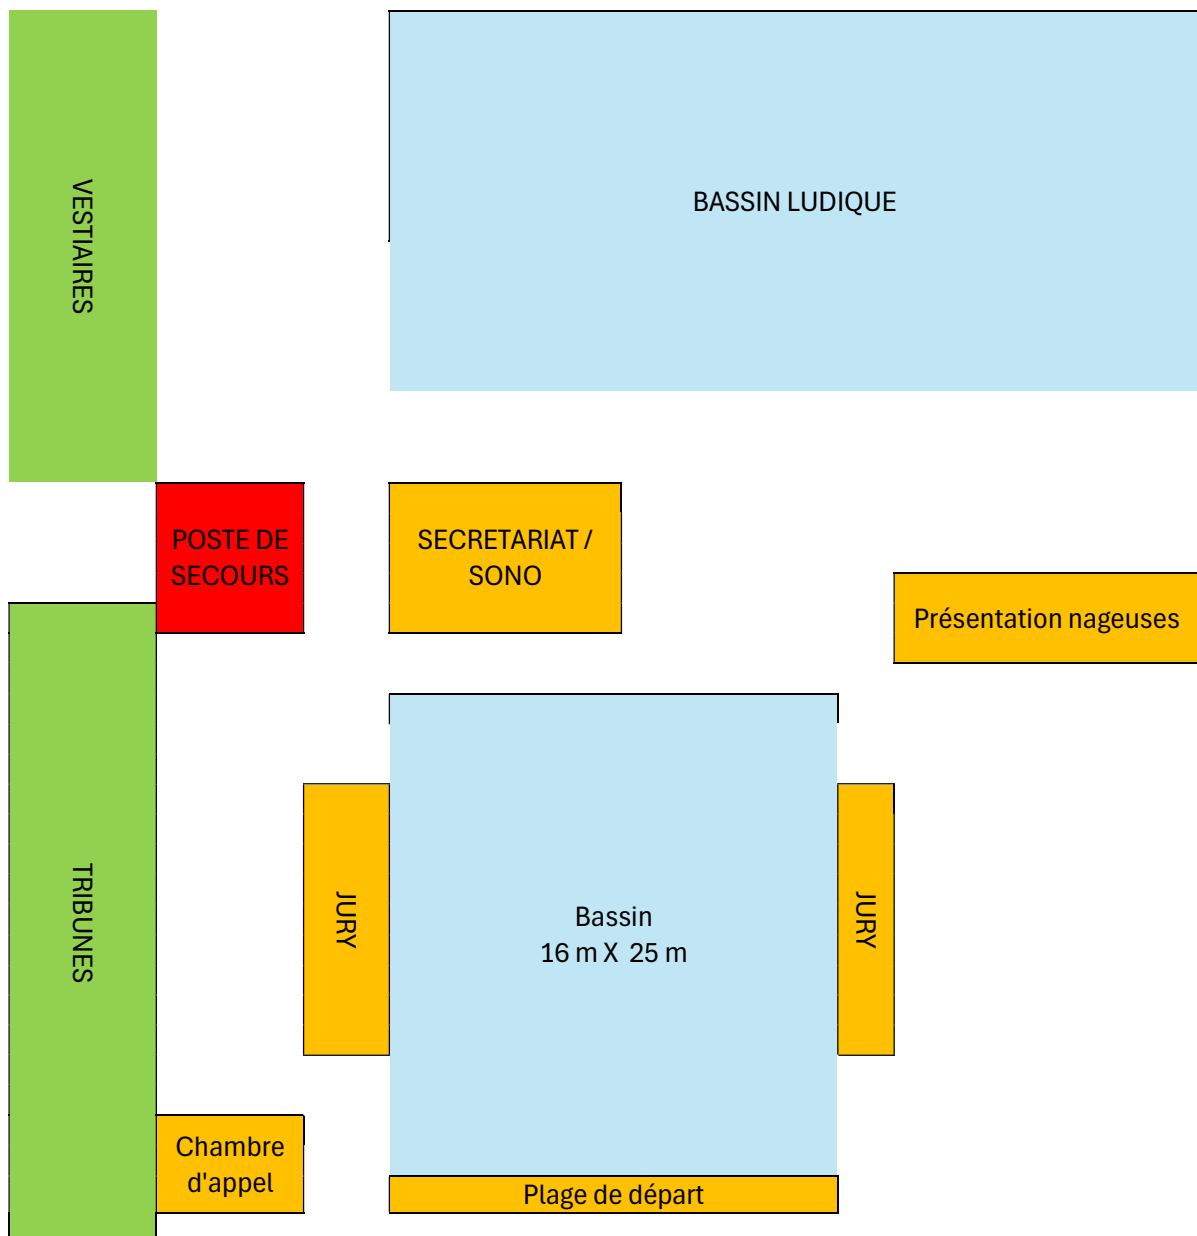 VESTIAIRES
BASSIN LUDIQUE
POSTE DE
SECOURS
SECRETARIAT /
SONO
Présentation nageuses
TRIBUNES
JURY
Bassin
16 m X  25 m
JURY
Chambre
d'appel
Plage de départ